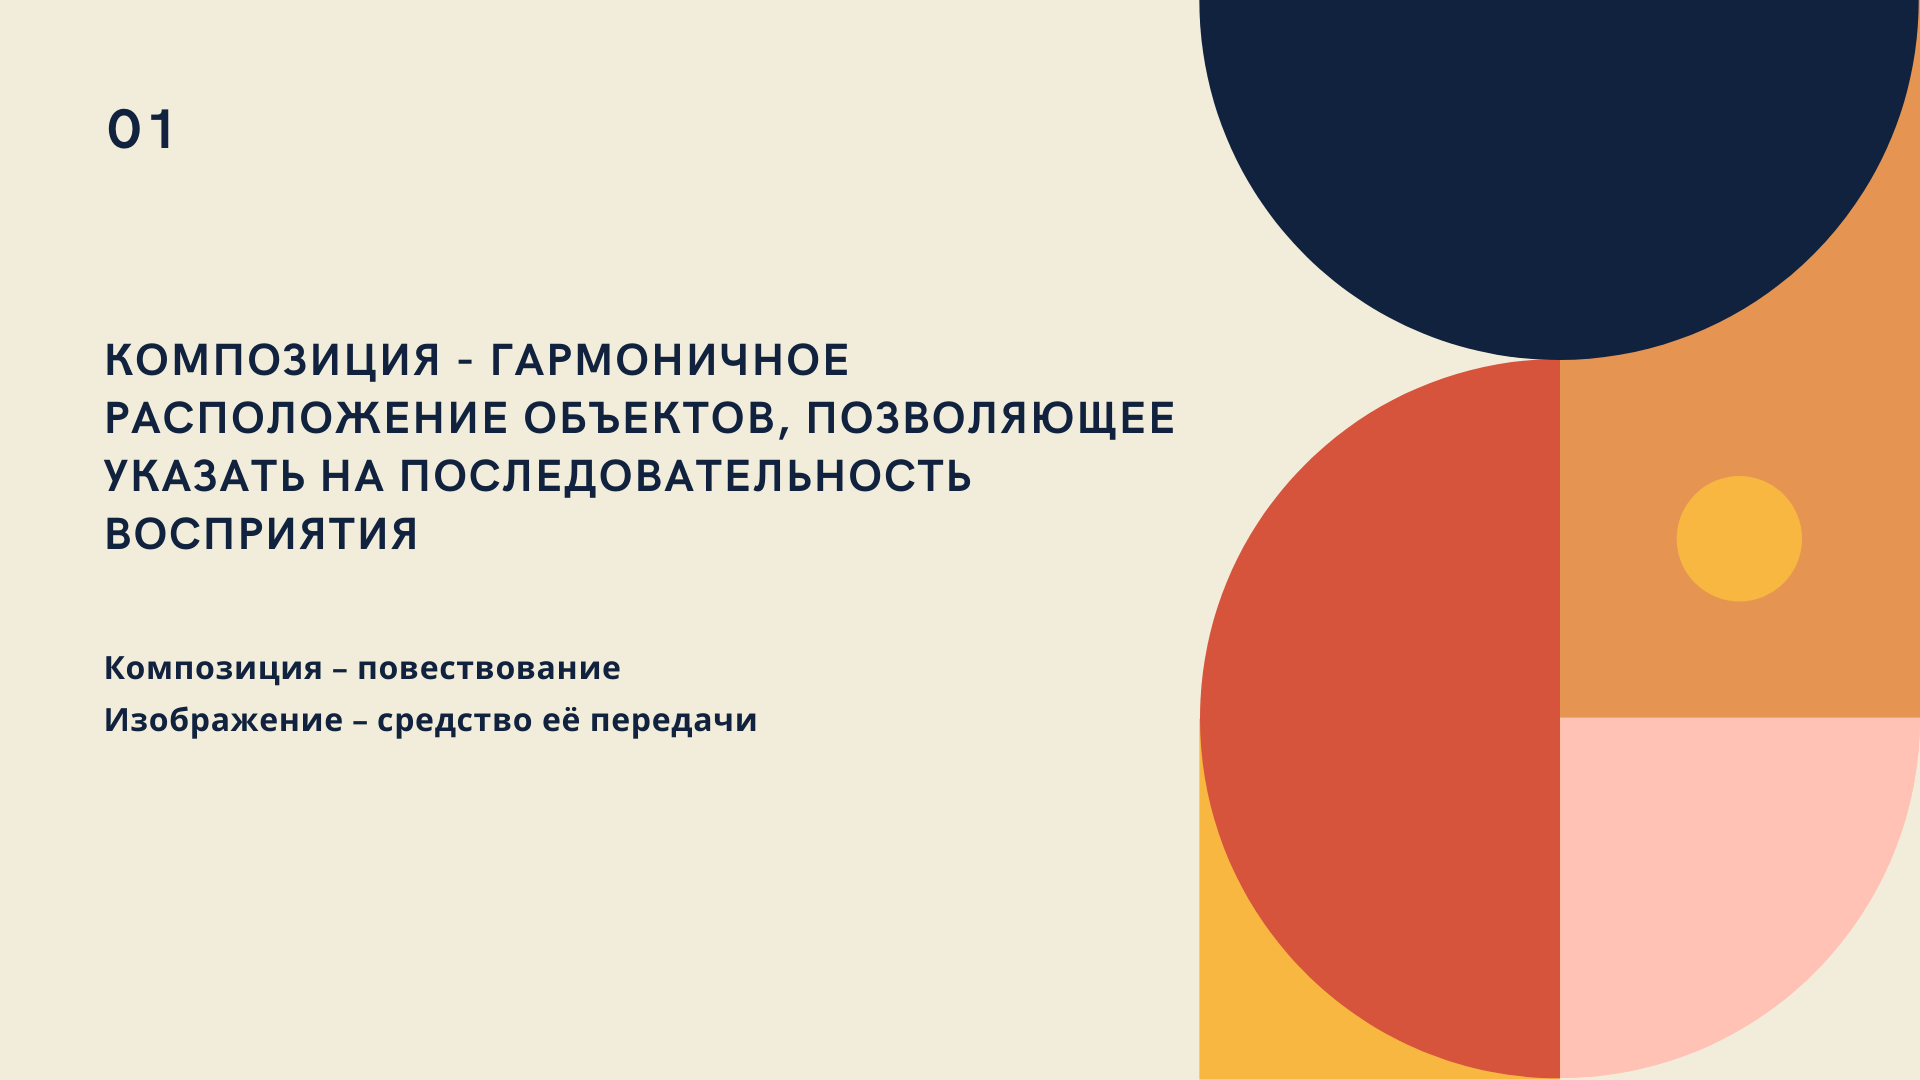 01
КОМПОЗИЦИЯ - ГАРМОНИЧНОЕ
РАСПОЛОЖЕНИЕ ОБЪЕКТОВ, ПОЗВОЛЯЮЩЕЕ
УКАЗАТЬ НА ПОСЛЕДОВАТЕЛЬНОСТЬ
ВОСПРИЯТИЯ
Композиция – повествование
Изображение – средство её передачи